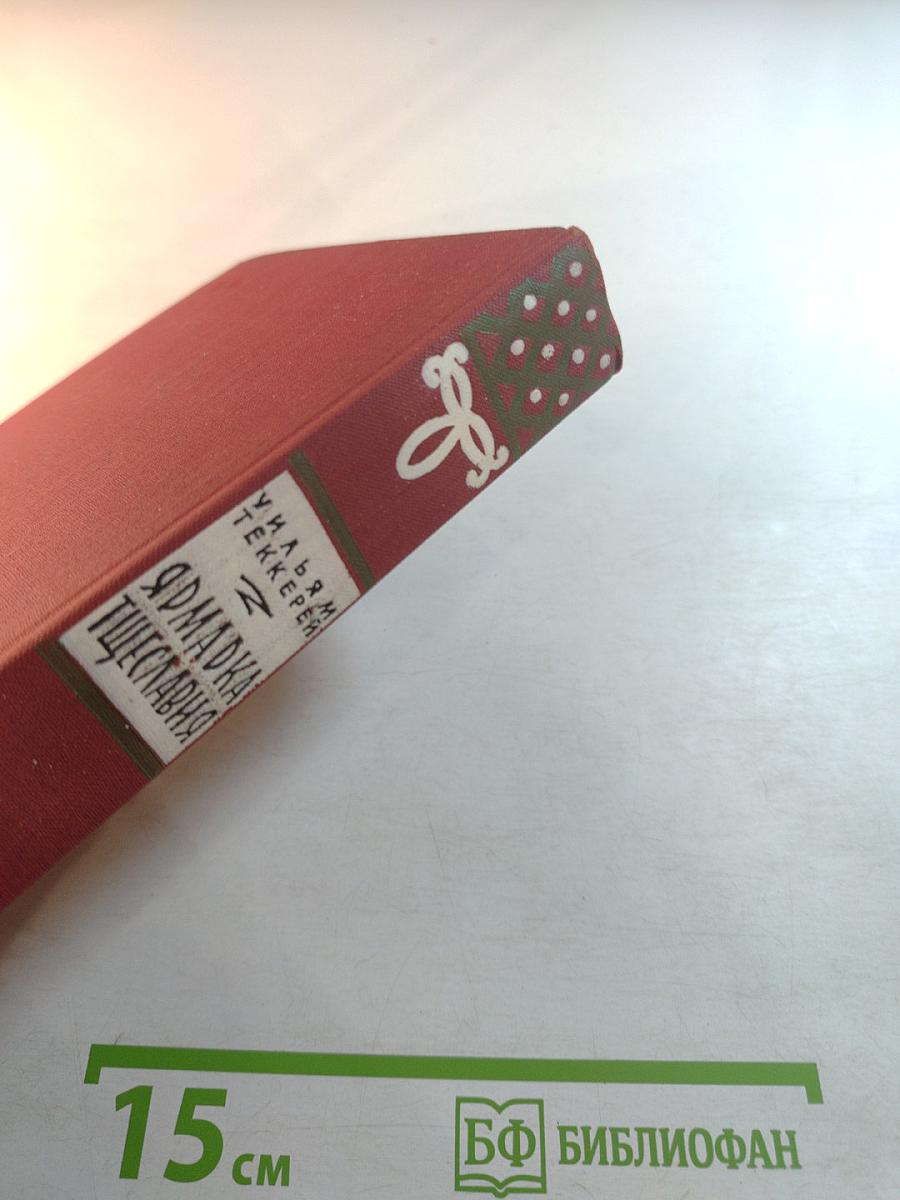 УИЛЬЯМ
ТЕККЕРЕЙ
ЯРМАРКА
ТЩЕСЛАВИЯ
15 см
БФ БИБЛИОФАН